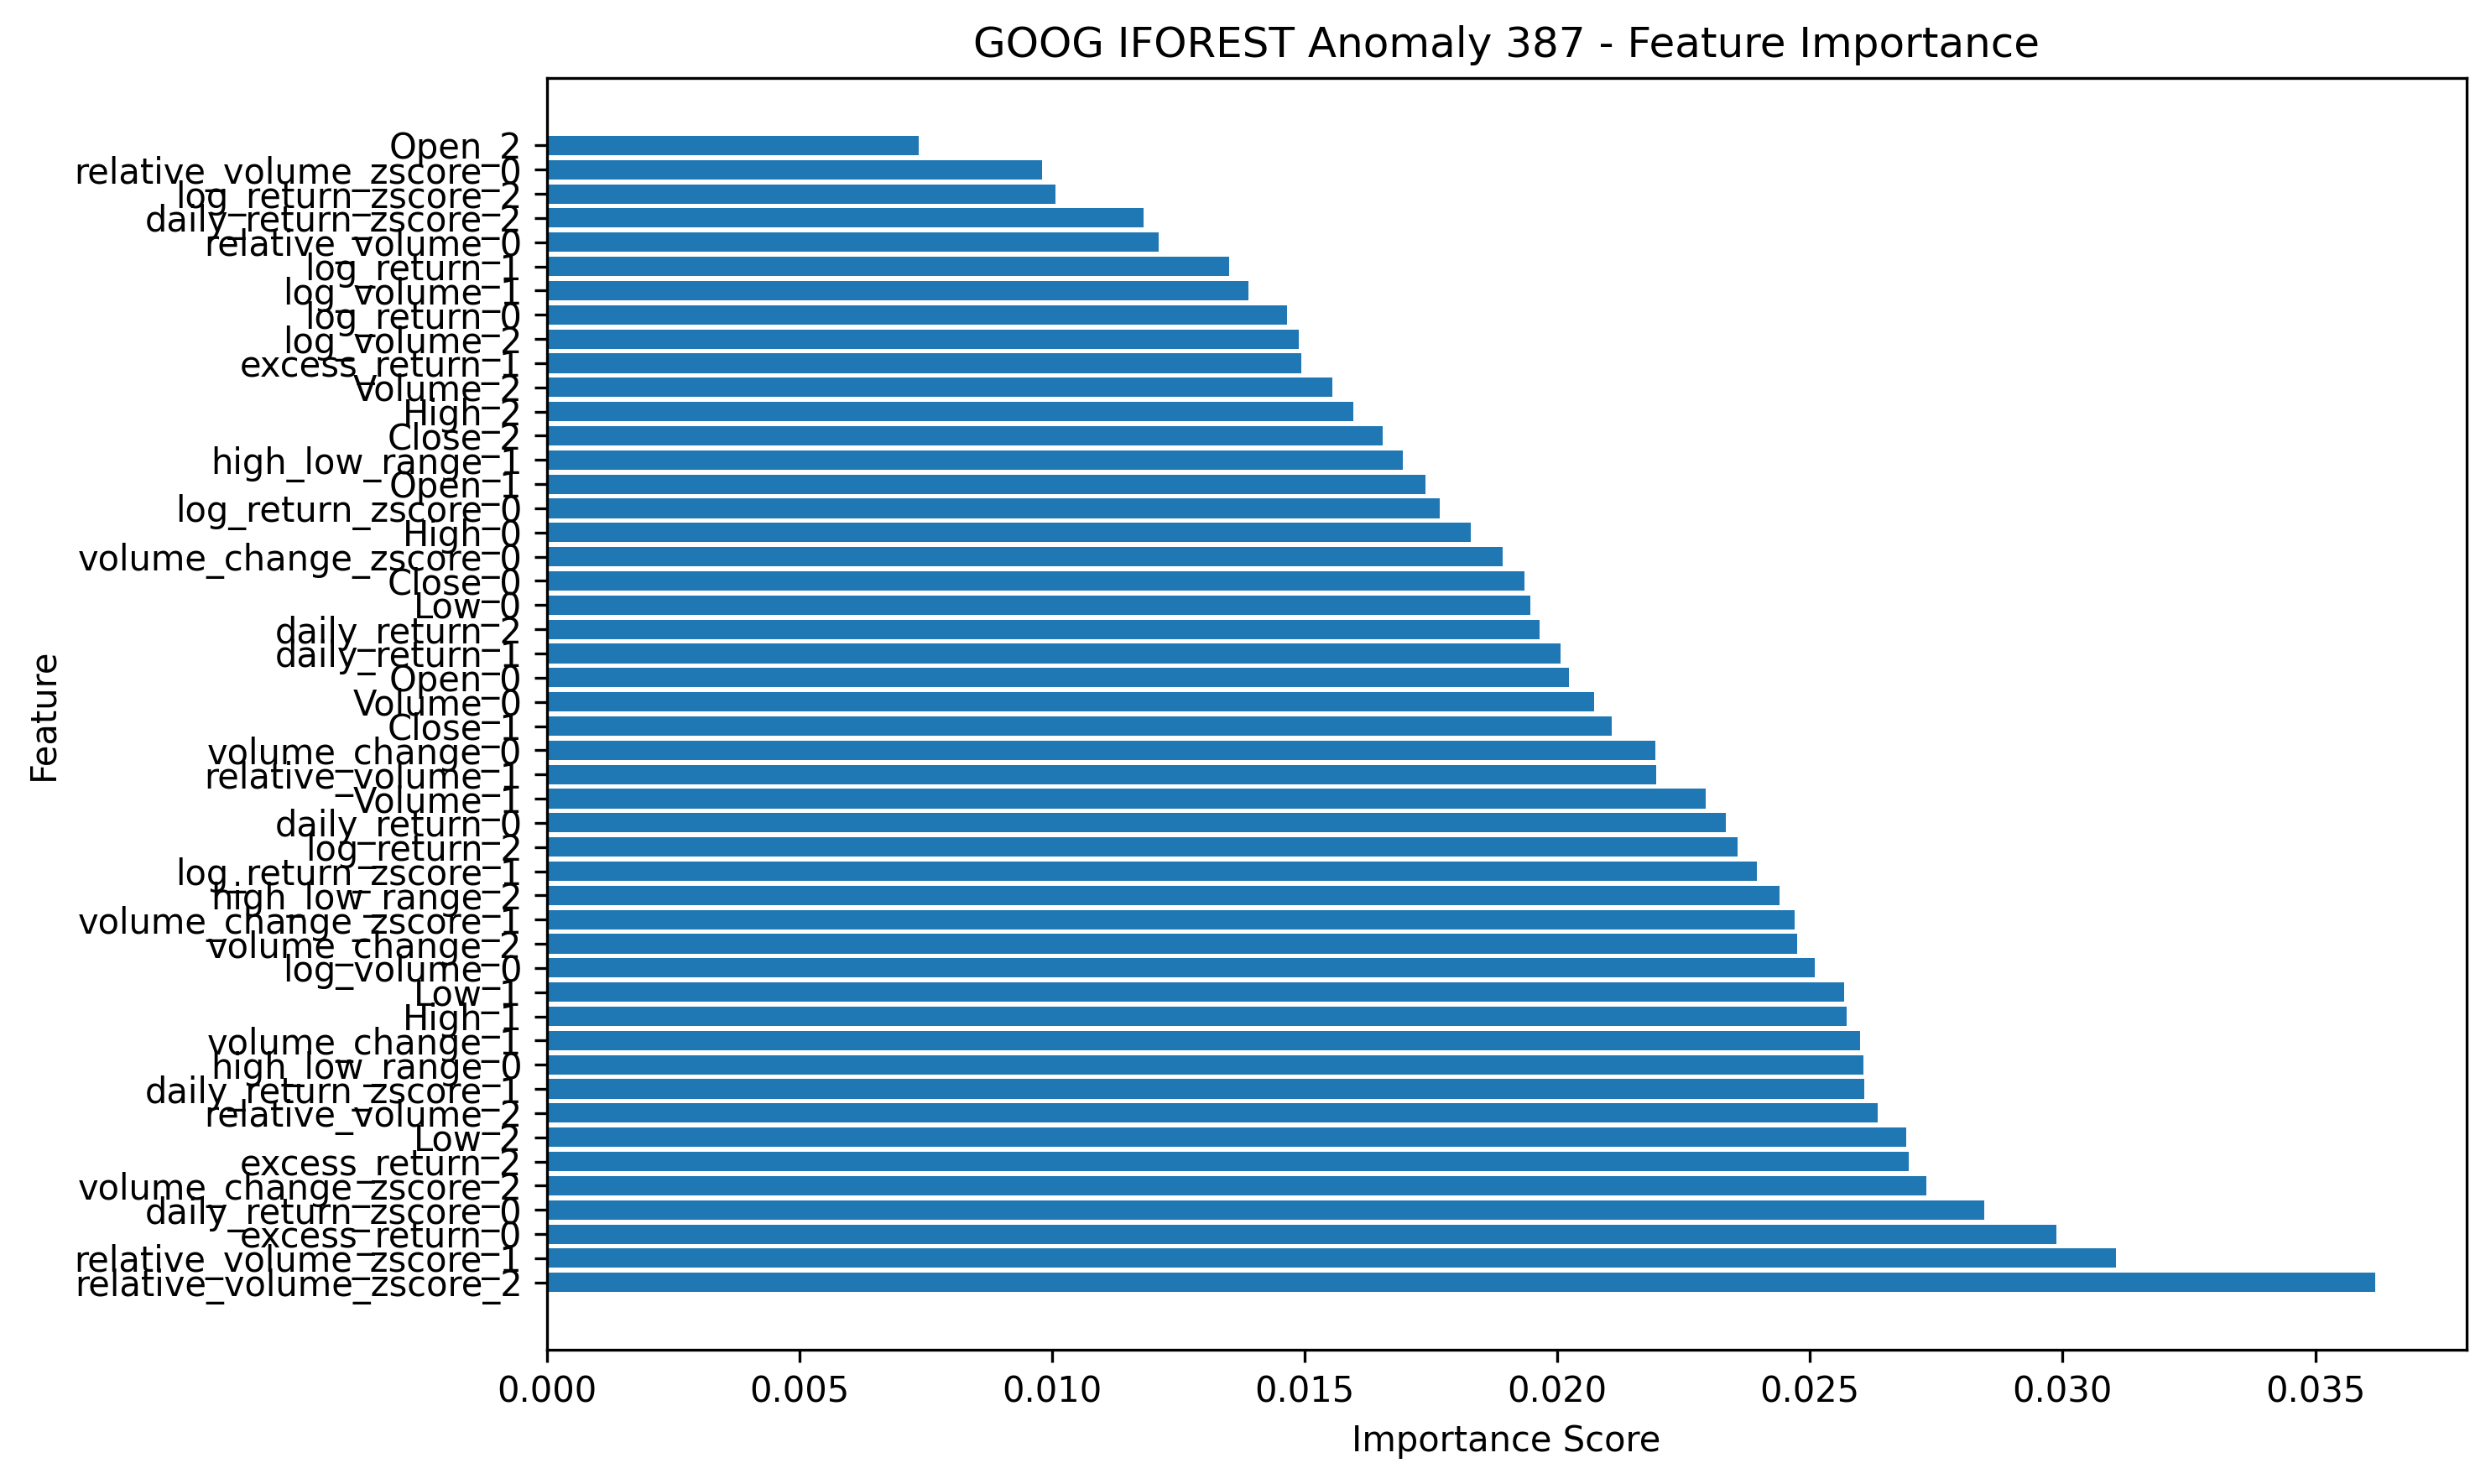 GOOG IFOREST Anomaly 387 - Feature Importance
Open_2
relative_volume_zscore_0
log_return_zscore_2
daily_return_zscore_2
relative_volume_0
log_return_1
log_volume_1
log_return_0
log_volume_2
excess_return_1
Volume_2
High_2
Close_2
high_low_range_1
Open_1
log_return_zscore_0
High_0
volume_change_zscore_0
Close_0
Low_0
daily_return_2
daily_return_1
Open_0
Volume_0
Close_1
volume_change_0
relative_volume_1
Volume_1
daily_return_0
log_return_2
log_return_zscore_1
high_low_range_2
volume_change_zscore_1
volume_change_2
log_volume_0
Low_1
High_1
volume_change_1
high_low_range_0
daily_return_zscore_1
relative_volume_2
Low_2
excess_return_2
volume_change_zscore_2
daily_return_zscore_0
excess_return_0
relative_volume_zscore_1
relative_volume_zscore_2
Feature
0.000 0.005 0.010 0.015 0.020 0.025 0.030 0.035
Importance Score